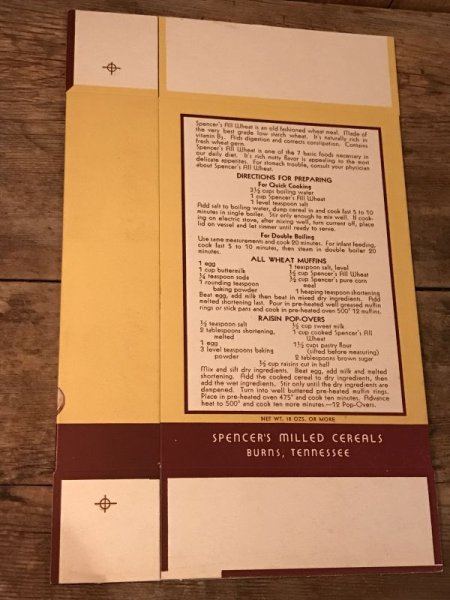 Spencer's All Wheat is an old fashioned wheat meal. Made of
the very best grade low starch wheat. It's naturally rich in
vitamin B1. Aids digestion and corrects constipation. Contains
fresh wheat germ.
Spencer's All Wheat is one of the 7 basic foods necessary in
our daily diet. It's rich nutty flavor is appealing to the most
delicate appetites. For stomach trouble, consult your physician
about Spencer's All Wheat.
DIRECTIONS FOR PREPARING
For Quick Cooking
3½ cups boiling water
1 cup Spencer's All Wheat
1 level teaspoon salt
Add salt to boiling water, dump cereal in and cook fast 5 to 10
minutes in single boiler. Stir only enough to mix well. If cook-
ing on electric stove, after mixing well, turn current off, place
lid on vessel and let simmer until ready to serve.
For Double Boiling
Use same measurements and cook 20 minutes. For infant feeding,
cook fast 5 to 10 minutes, then steam in double boiler 20
minutes.
ALL WHEAT MUFFINS
1 egg
1 cup buttermilk
¼ teaspoon soda
1 rounding teaspoon
baking powder
1 teaspoon salt, level
½ cup Spencer's All Wheat
½ cup Spencer's pure corn
meal
1 heaping teaspoon shortening
Beat egg, add milk then beat in mixed dry ingredients. Add
melted shortening last. Pour in pre-heated well greased muffin
rings or stick pans and cook in pre-heated oven 500° 12 muffins.
RAISIN POP-OVERS
½ teaspoon salt
2 tablespoons shortening,
melted
1 egg
3 level teaspoons baking
powder
½ cup sweet milk
1 cup cooked Spencer's All
Wheat
1½ cups pastry flour
(sifted before measuring)
2 tablespoons brown sugar
½ cup raisins cut in half
Mix and sift dry ingredients. Beat egg, add milk and melted
shortening. Add the cooked cereal to dry ingredients, then
add the wet ingredients. Stir only until the dry ingredients are
dampened. Turn into well buttered pre-heated muffin rings.
Place in pre-heated oven 475° and cook ten minutes. Advance
heat to 500° and cook ten more minutes—12 Pop-Overs.
NET WT. 18 OZS. OR MORE
SPENCER'S MILLED CEREALS
BURNS, TENNESSEE